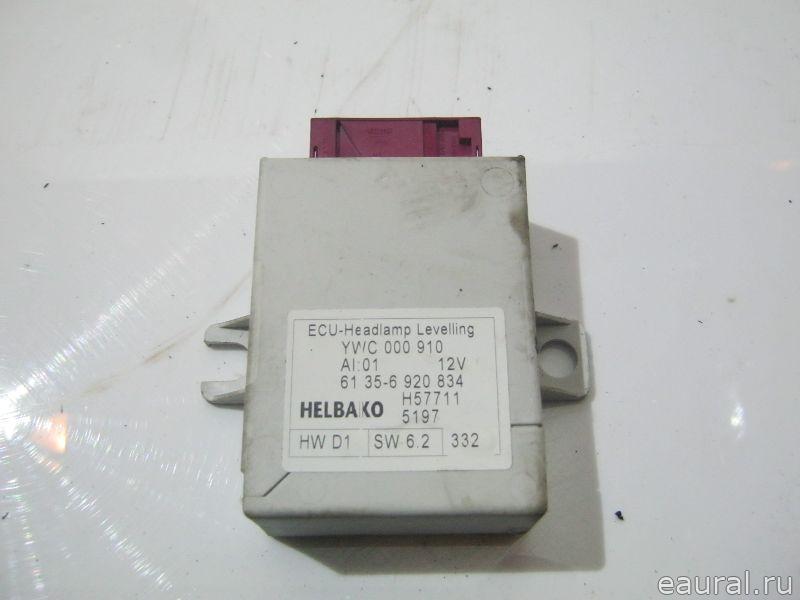 ECU-Headlamp Levelling
YWC 000 910
AI:01 12V
61 35-6 920 834
HELBAKO H57711
5197
HW D1 SW 6.2 332
eaural.ru